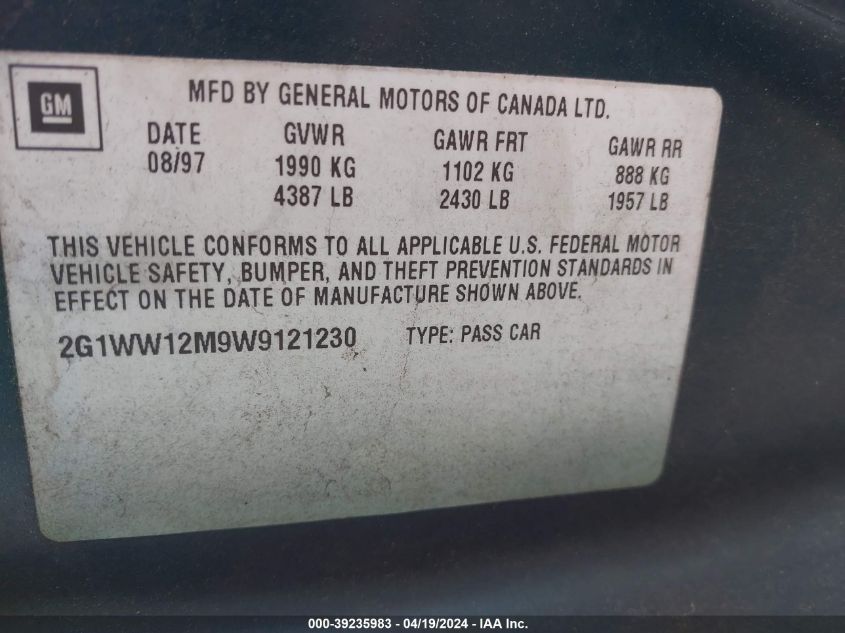 GM
MFD BY GENERAL MOTORS OF CANADA LTD.
DATE GVWR GAWR FRT GAWR RR
08/97 1990 KG 1102 KG 888 KG
4387 LB 2430 LB 1957 LB
THIS VEHICLE CONFORMS TO ALL APPLICABLE U.S. FEDERAL MOTOR
VEHICLE SAFETY, BUMPER, AND THEFT PREVENTION STANDARDS IN
EFFECT ON THE DATE OF MANUFACTURE SHOWN ABOVE.
2G1WW12M9W9121230 TYPE: PASS CAR
000-39235983 - 04/19/2024 - IAA Inc.